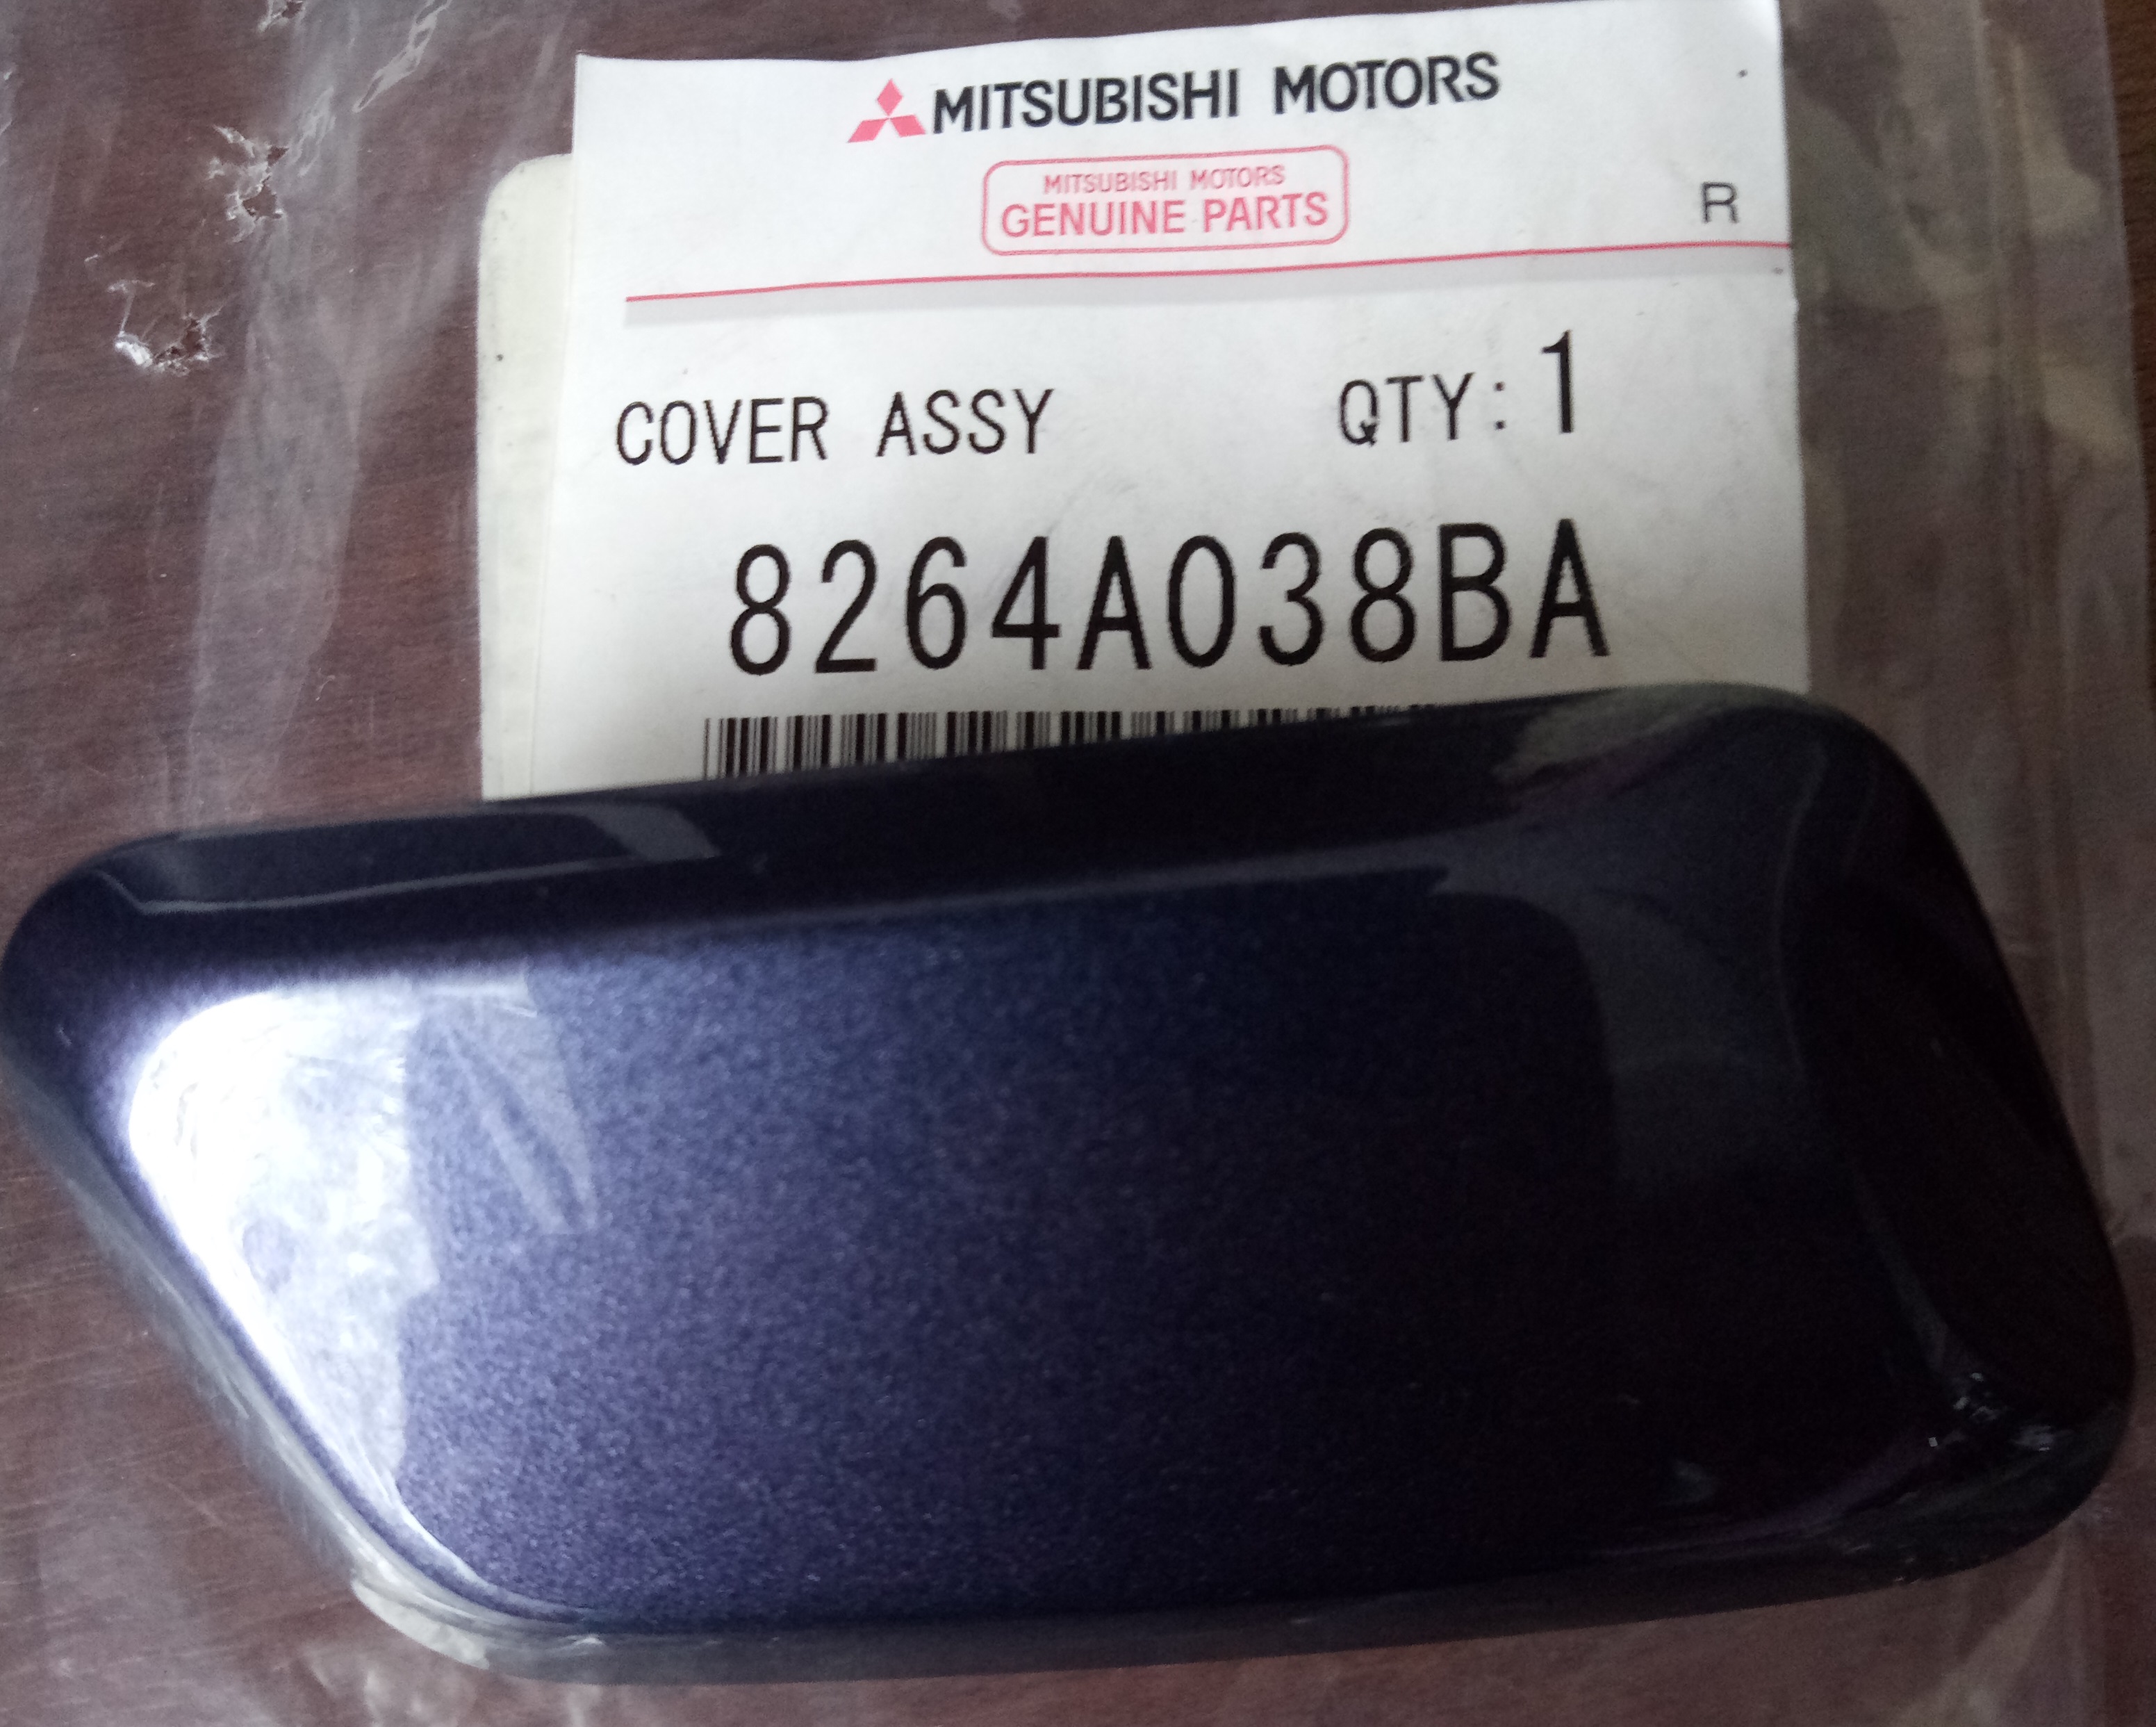 MITSUBISHI MOTORS
MITSUBISHI MOTORS
GENUINE PARTS
R
COVER ASSY QTY: 1
8264A038BA